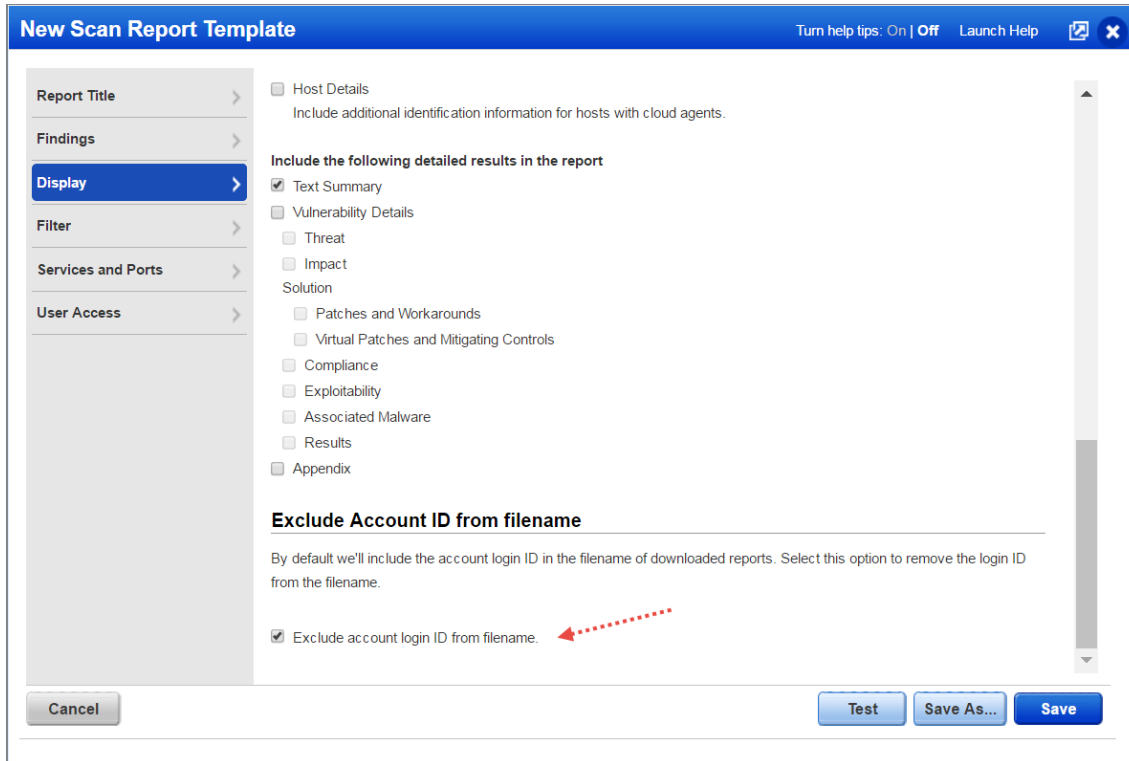 New Scan Report Template
Turn help tips: On | Off Launch Help
Report Title
Findings
Display
Filter
Services and Ports
User Access
Host Details
Include additional identification information for hosts with cloud agents.
Include the following detailed results in the report
Text Summary
Vulnerability Details
Threat
Impact
Solution
Patches and Workarounds
Virtual Patches and Mitigating Controls
Compliance
Exploitability
Associated Malware
Results
Appendix
Exclude Account ID from filename
By default we'll include the account login ID in the filename of downloaded reports. Select this option to remove the login ID
from the filename.
Exclude account login ID from filename.
Cancel
Test
Save As...
Save